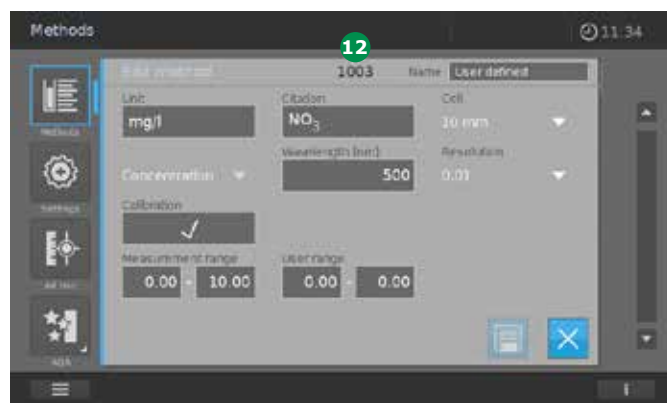 Methods 11:34
12
Edit method 1003 Name User defined
Unit Citation Cell
mg/l NO3 10 mm
Methods
Wavelength [nm] Resolution
Concentration 500 0.01
Settings
Calibration
Measurement range User range
0.00 - 10.00 0.00 - 0.00
AQA
i